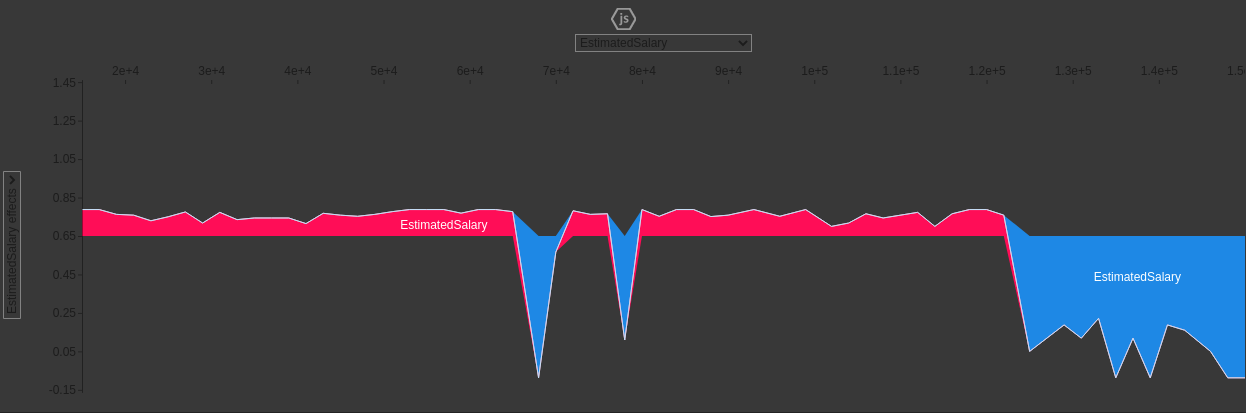 js
EstimatedSalary
2e+4 3e+4 4e+4 5e+4 6e+4 7e+4 8e+4 9e+4 1e+5 1.1e+5 1.2e+5 1.3e+5 1.4e+5 1.5
1.45
1.25
1.05
0.85
0.65
0.45
0.25
0.05
-0.15
EstimatedSalary effects
EstimatedSalary
EstimatedSalary